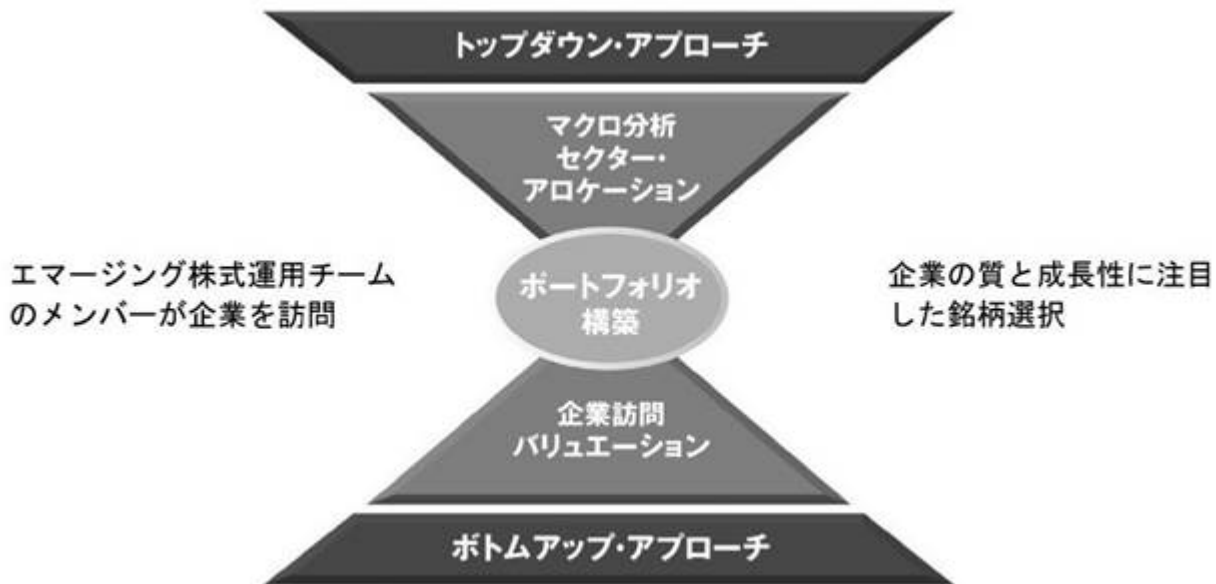 トップダウン・アプローチ
マクロ分析
セクター・
アロケーション
エマージング株式運用チーム
のメンバーが企業を訪問
ポートフォリオ
構築
企業の質と成長性に注目
した銘柄選択
企業訪問
バリュエーション
ボトムアップ・アプローチ